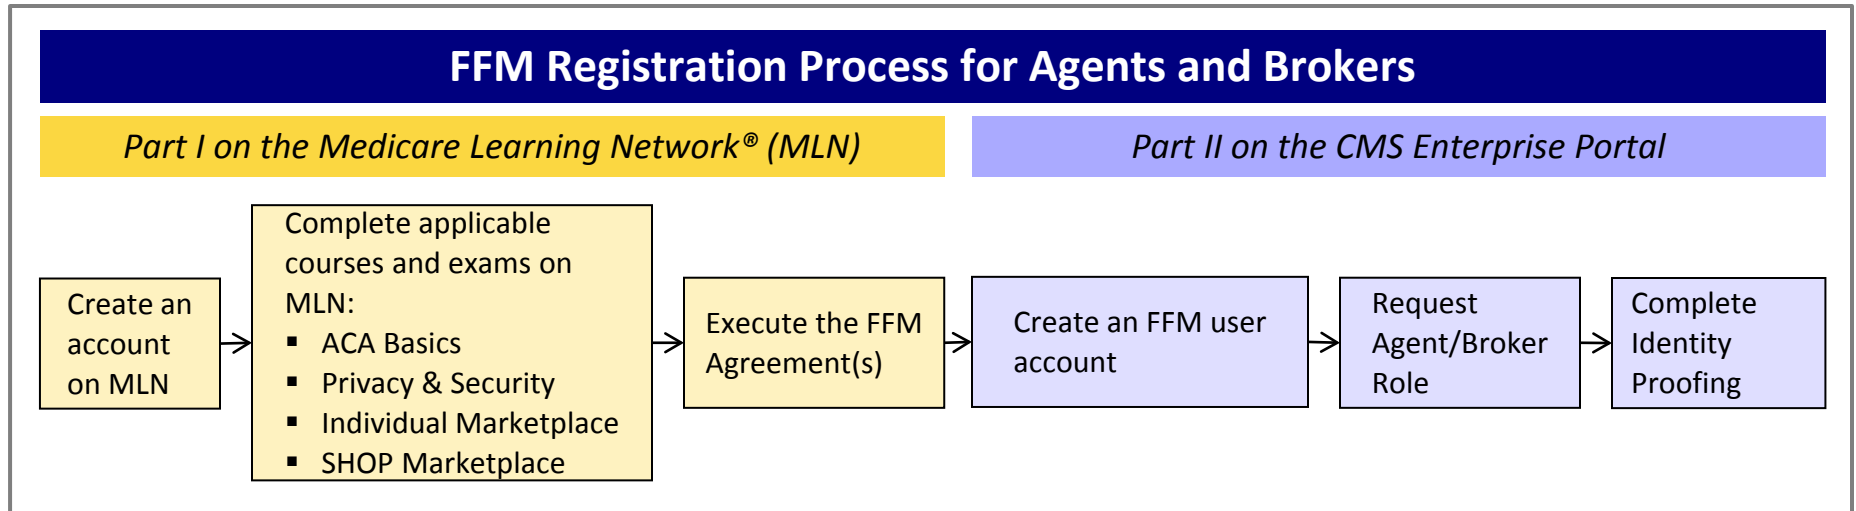 FFM Registration Process for Agents and Brokers
Part I on the Medicare Learning Network® (MLN)
Part II on the CMS Enterprise Portal
Create an
account
on MLN
Complete applicable
courses and exams on
MLN:
▪ ACA Basics
▪ Privacy & Security
▪ Individual Marketplace
▪ SHOP Marketplace
Execute the FFM
Agreement(s)
Create an FFM user
account
Request
Agent/Broker
Role
Complete
Identity
Proofing